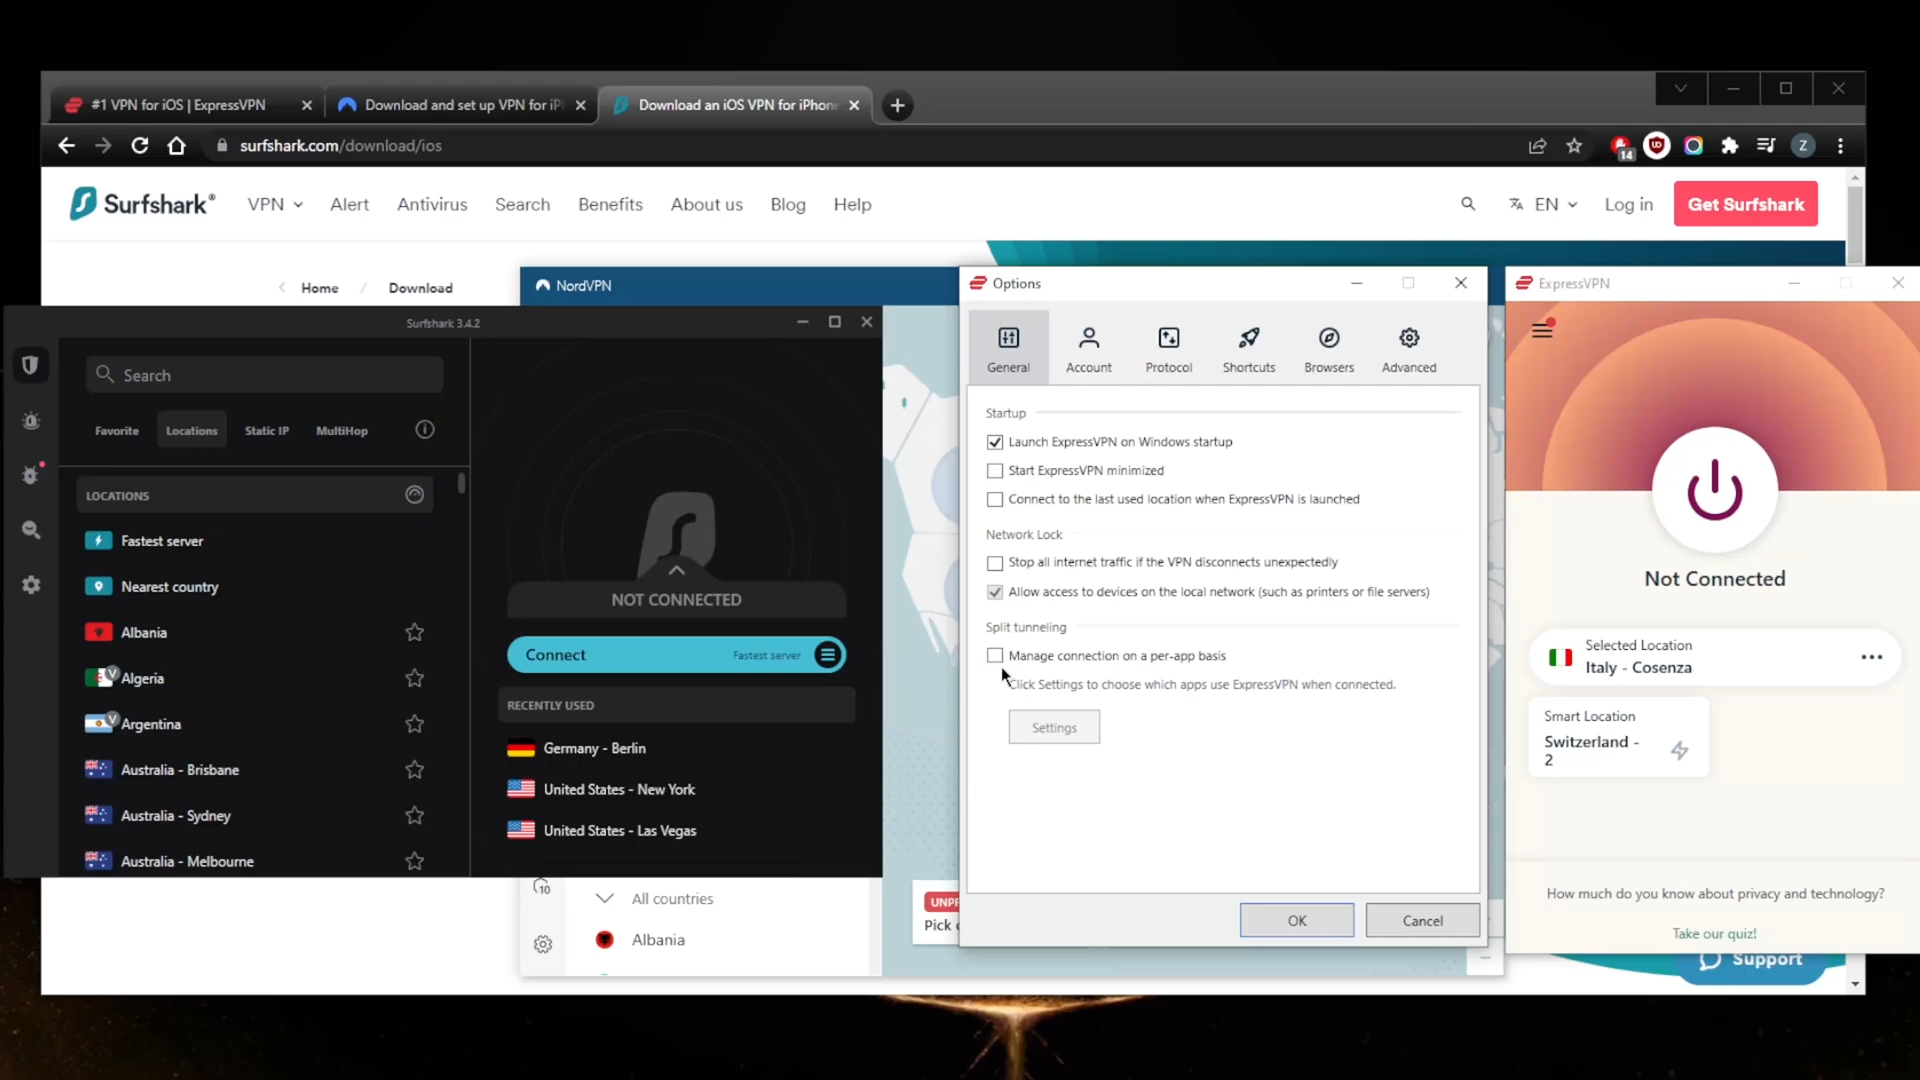 #1 VPN for iOS | ExpressVPN
Download and set up VPN for iP
Download an iOS VPN for iPhon
surfshark.com/download/ios
14
Z
Surfshark®
VPN
Alert
Antivirus
Search
Benefits
About us
Blog
Help
EN
Log in
Get Surfshark
Home / Download
NordVPN
Surfshark 3.4.2
Search
Favorite
Locations
Static IP
MultiHop
LOCATIONS
Fastest server
Nearest country
Albania
V Algeria
V Argentina
Australia - Brisbane
Australia - Sydney
Australia - Melbourne
NOT CONNECTED
Connect
Fastest server
RECENTLY USED
Germany - Berlin
United States - New York
United States - Las Vegas
10
All countries
Albania
UNPR
Pick
Options
General
Account
Protocol
Shortcuts
Browsers
Advanced
Startup
Launch ExpressVPN on Windows startup
Start ExpressVPN minimized
Connect to the last used location when ExpressVPN is launched
Network Lock
Stop all internet traffic if the VPN disconnects unexpectedly
Allow access to devices on the local network (such as printers or file servers)
Split tunneling
Manage connection on a per-app basis
Click Settings to choose which apps use ExpressVPN when connected.
Settings
OK
Cancel
ExpressVPN
Not Connected
Selected Location
Italy - Cosenza
Smart Location
Switzerland -
2
How much do you know about privacy and technology?
Take our quiz!
Support